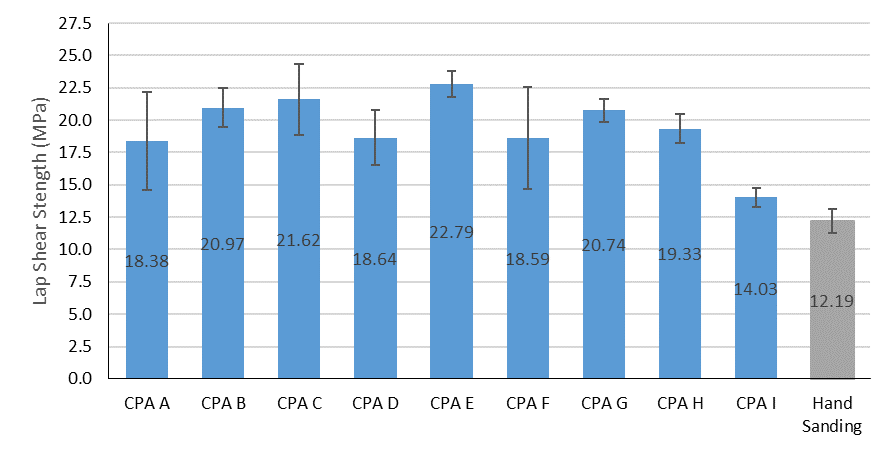 Lap Shear Stength (MPa)
27.5
25.0
22.5
20.0
17.5
15.0
12.5
10.0
7.5
5.0
2.5
0.0
18.38
20.97
21.62
18.64
22.79
18.59
20.74
19.33
14.03
12.19
CPA A
CPA B
CPA C
CPA D
CPA E
CPA F
CPA G
CPA H
CPA I
Hand
Sanding